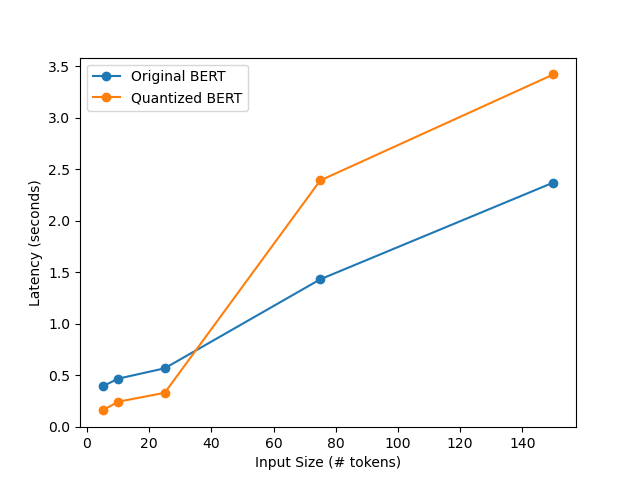 Original BERT
Quantized BERT
3.5
3.0
2.5
2.0
1.5
1.0
0.5
0.0
Latency (seconds)
0 20 40 60 80 100 120 140
Input Size (# tokens)